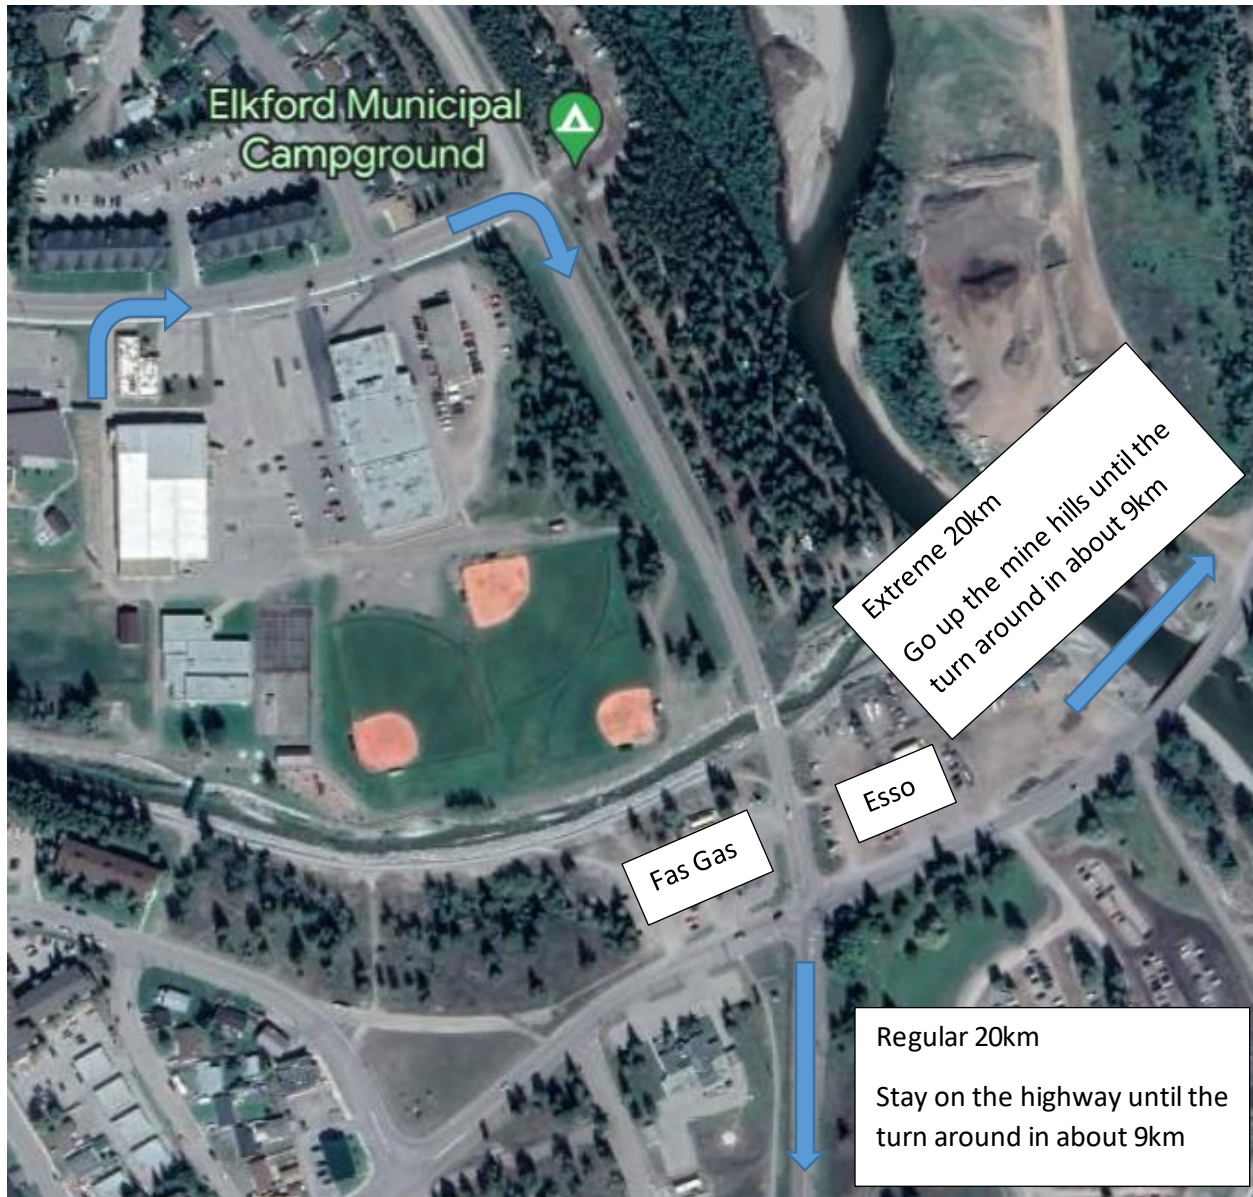 Elkford Municipal
Campground
Extreme 20km
Go up the mine hills until the
turn around in about 9km
Esso
Fas Gas
Regular 20km
Stay on the highway until the
turn around in about 9km